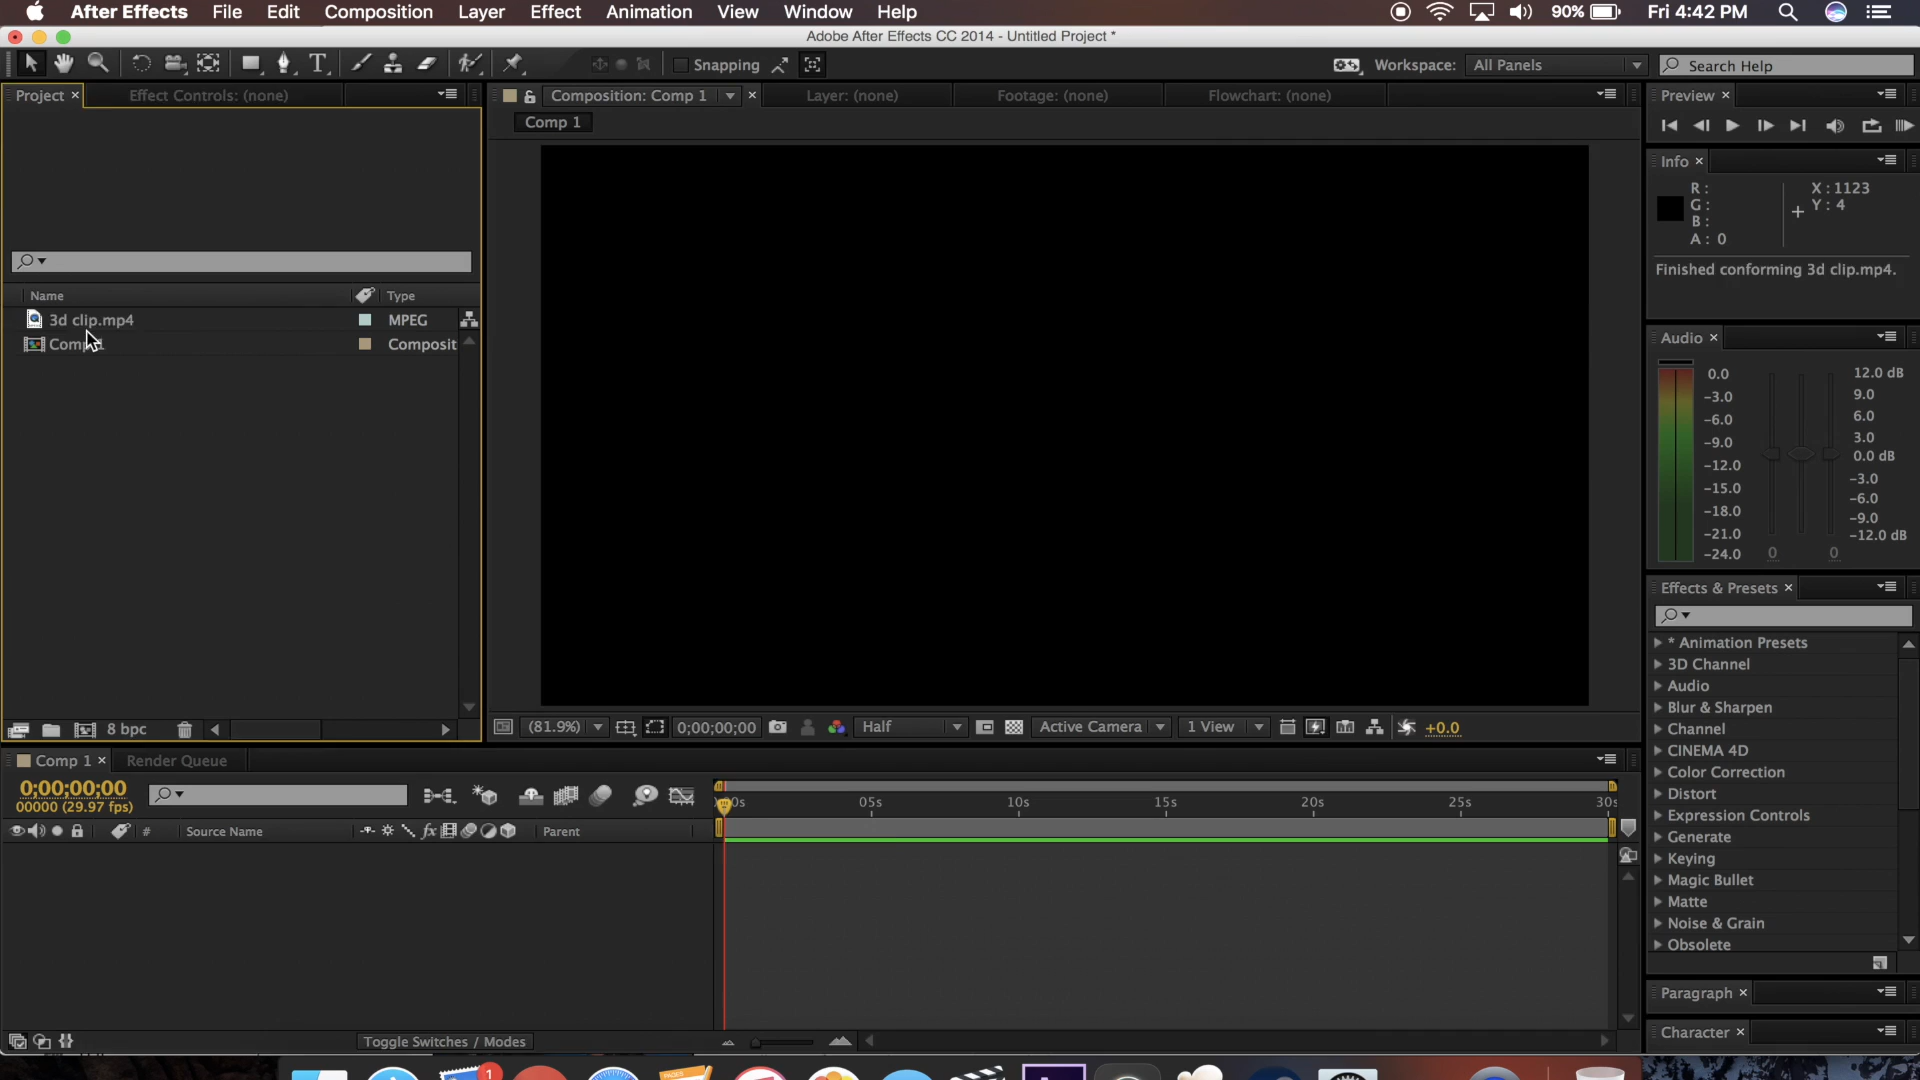 After Effects File Edit Composition Layer Effect Animation View Window Help 90% Fri 4:42 PM
Adobe After Effects CC 2014 - Untitled Project *
T Snapping Workspace: All Panels Search Help
Project × Effect Controls: (none) Composition: Comp 1 × Layer: (none) Footage: (none) Flowchart: (none) Preview ×
Comp 1
Info ×
R: X: 1123
G: Y: 4
B:
A: 0
Finished conforming 3d clip.mp4.
Name Type
3d clip.mp4 MPEG
Comp 1 Composit
Audio ×
0.0 12.0 dB
-3.0 9.0
-6.0 6.0
-9.0 3.0
-12.0 0.0 dB
-15.0 -3.0
-18.0 -6.0
-21.0 -9.0
-24.0 0 0 -12.0 dB
Effects & Presets ×
* Animation Presets
3D Channel
Audio
Blur & Sharpen
Channel
CINEMA 4D
Color Correction
Distort
Expression Controls
Generate
Keying
Magic Bullet
Matte
Noise & Grain
Obsolete
Paragraph ×
Character ×
8 bpc (81.9%) 0;00;00;00 Half Active Camera 1 View +0.0
Comp 1 × Render Queue
0;00;00;00
00000 (29.97 fps)
00s 05s 10s 15s 20s 25s 30s
# Source Name fx Parent
Toggle Switches / Modes
1
PAGES